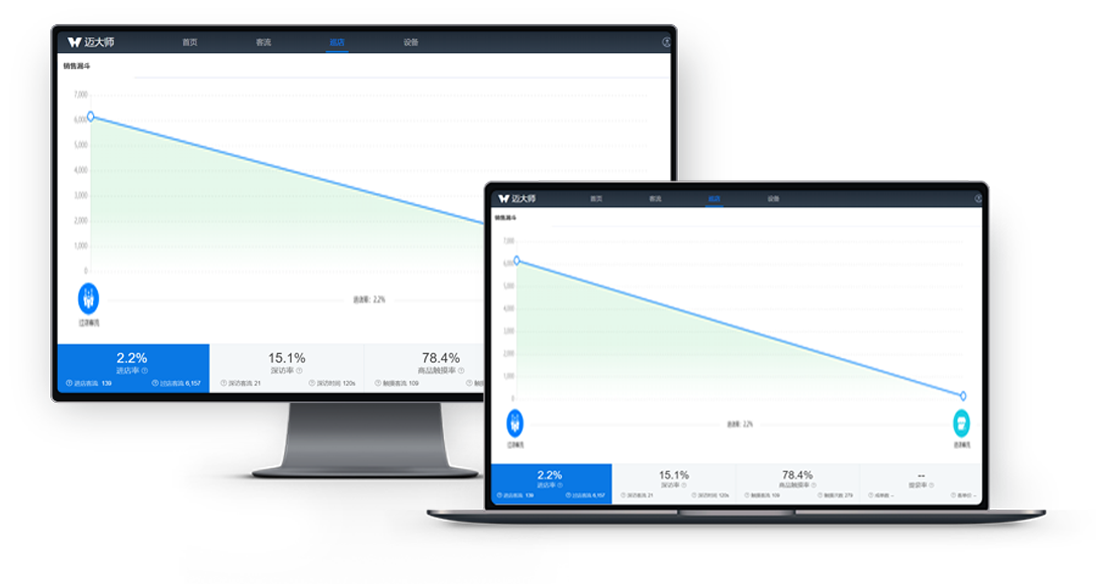 迈大师 首页 客流 进店 设备
销售漏斗
7,000
6,000
5,000
4,000
3,000
2,000
1,000
0
进店率: 2.2%
过店客流
2.2%
进店率
进店客流 139 过店客流 6,157
15.1%
深访率
深访客流 21 深访时间 120s
78.4%
商品触摸率
触摸客流 109
迈大师 首页 客流 进店 设备
销售漏斗
7,000
6,000
5,000
4,000
3,000
2,000
1,000
0
进店率: 2.2%
过店客流 进店客流
2.2%
进店率
进店客流 139 过店客流 6,157
15.1%
深访率
深访客流 21 深访时间 120s
78.4%
商品触摸率
触摸客流 109 触摸次数 279
--